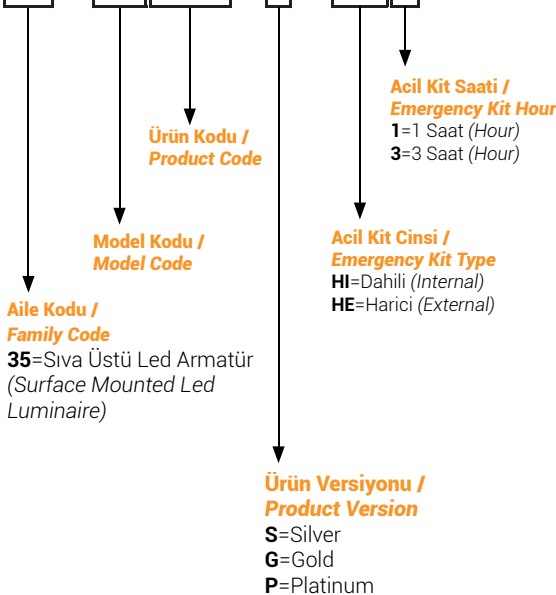 Acil Kit Saati /
Emergency Kit Hour
1=1 Saat (Hour)
3=3 Saat (Hour)
Ürün Kodu /
Product Code
Model Kodu /
Model Code
Acil Kit Cinsi /
Emergency Kit Type
HI=Dahili (Internal)
HE=Harici (External)
Aile Kodu /
Family Code
35=Sıva Üstü Led Armatür
(Surface Mounted Led
Luminaire)
Ürün Versiyonu /
Product Version
S=Silver
G=Gold
P=Platinum